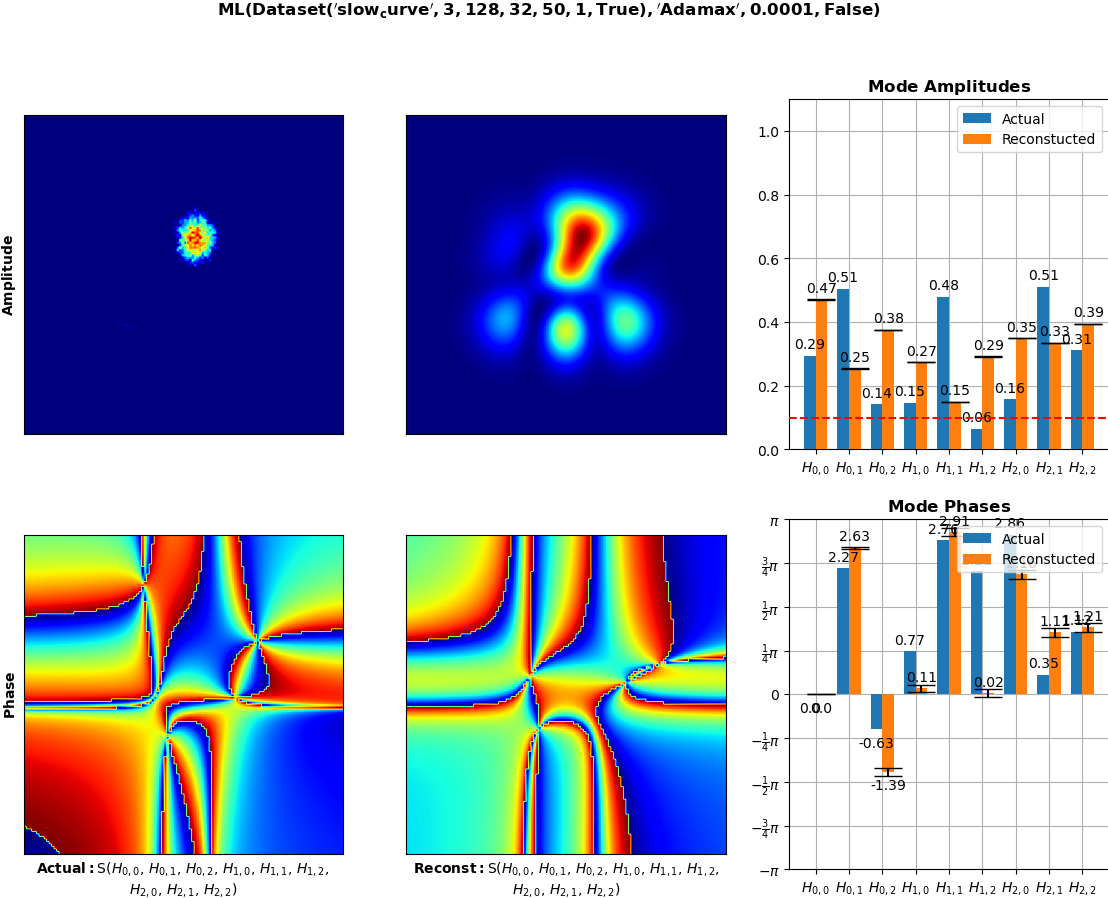 ML(Dataset('slow_curve', 3, 128, 32, 50, 1, True), 'Adamax', 0.0001, False)
Mode Amplitudes
Amplitude
Actual
Reconstucted
1.0
0.8
0.6
0.4
0.2
0.0
0.29 0.47 0.51 0.25 0.14 0.38 0.15 0.27 0.48 0.15 0.06 0.29 0.16 0.35 0.51 0.33 0.31 0.39
H0,0 H0,1 H0,2 H1,0 H1,1 H1,2 H2,0 H2,1 H2,2
Mode Phases
Phase
Actual
Reconstucted
π
3/4π
1/2π
1/4π
0
−1/4π
−1/2π
−3/4π
−π
0.0 0.0 2.27 2.63 -0.63 -1.39 0.77 0.11 2.76 2.91 0.02 2.86 0.35 1.11 1.21
H0,0 H0,1 H0,2 H1,0 H1,1 H1,2 H2,0 H2,1 H2,2
Actual: S(H0,0, H0,1, H0,2, H1,0, H1,1, H1,2,
H2,0, H2,1, H2,2)
Reconst: S(H0,0, H0,1, H0,2, H1,0, H1,1, H1,2,
H2,0, H2,1, H2,2)